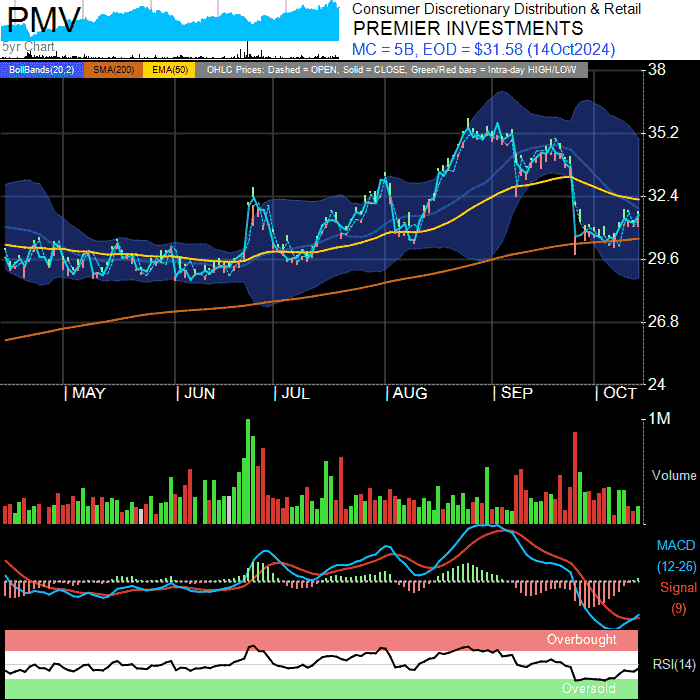 PMV
5yr Chart
Consumer Discretionary Distribution & Retail
PREMIER INVESTMENTS
MC = 5B, EOD = $31.58 (14Oct2024)
BollBands(20,2) SMA(200) EMA(50) OHLC Prices: Dashed = OPEN, Solid = CLOSE, Green/Red bars = Intra-day HIGH/LOW
38
35.2
32.4
29.6
26.8
24
MAY JUN JUL AUG SEP OCT
1M
Volume
MACD
(12-26)
Signal
(9)
Overbought
RSI(14)
Oversold